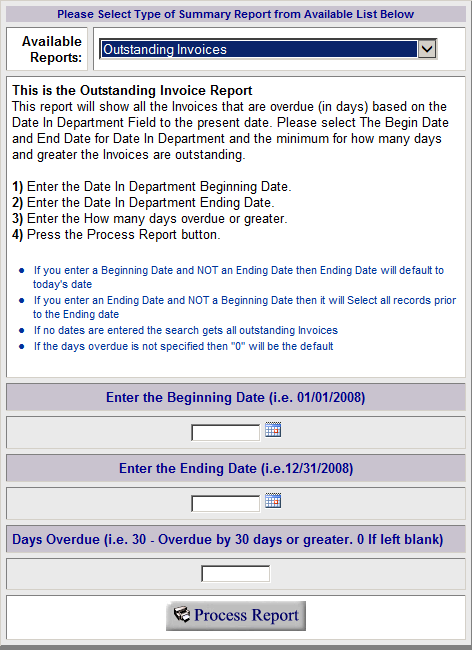 Please Select Type of Summary Report from Available List Below
Available
Reports:
Outstanding Invoices
This is the Outstanding Invoice Report
This report will show all the Invoices that are overdue (in days) based on the
Date In Department Field to the present date. Please select The Begin Date
and End Date for Date In Department and the minimum for how many days
and greater the Invoices are outstanding.
1) Enter the Date In Department Beginning Date.
2) Enter the Date In Department Ending Date.
3) Enter the How many days overdue or greater.
4) Press the Process Report button.
If you enter a Beginning Date and NOT an Ending Date then Ending Date will default to
today's date
If you enter an Ending Date and NOT a Beginning Date then it will Select all records prior
to the Ending date
If no dates are entered the search gets all outstanding Invoices
If the days overdue is not specified then "0" will be the default
Enter the Beginning Date (i.e. 01/01/2008)
Enter the Ending Date (i.e.12/31/2008)
Days Overdue (i.e. 30 - Overdue by 30 days or greater. 0 If left blank)
Process Report